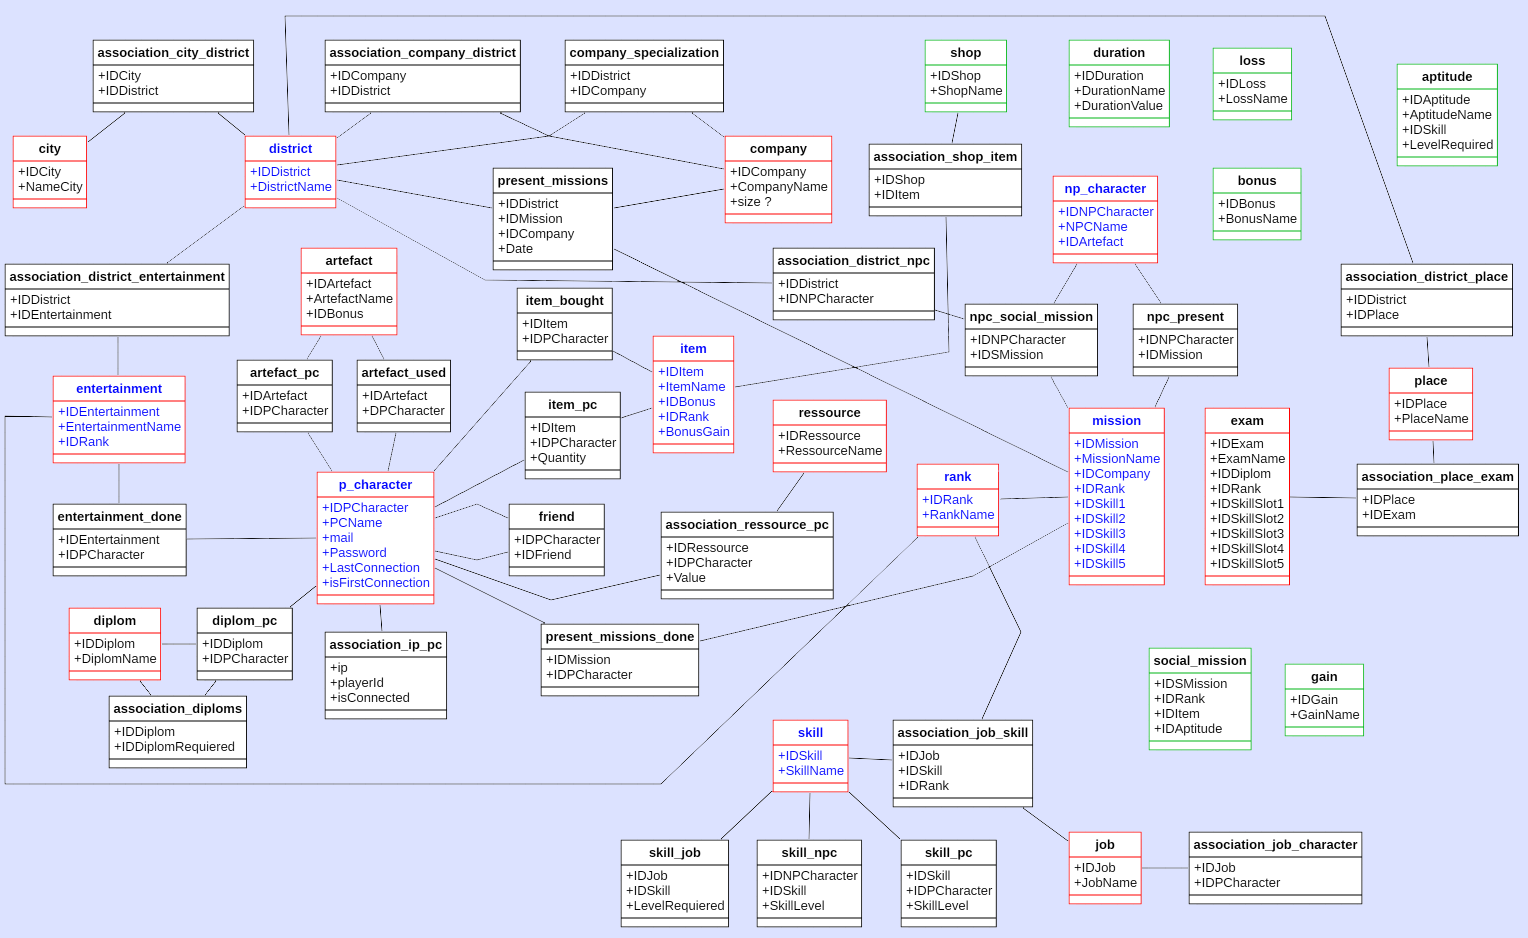 association_city_district
+IDCity
+IDDistrict
association_company_district
+IDCompany
+IDDistrict
company_specialization
+IDDistrict
+IDCompany
shop
+IDShop
+ShopName
duration
+IDDuration
+DurationName
+DurationValue
loss
+IDLoss
+LossName
aptitude
+IDAptitude
+AptitudeName
+IDSkill
+LevelRequired
city
+IDCity
+NameCity
district
+IDDistrict
+DistrictName
present_missions
+IDDistrict
+IDMission
+IDCompany
+Date
company
+IDCompany
+CompanyName
+size ?
association_shop_item
+IDShop
+IDItem
np_character
+IDNPCharacter
+NPCName
+IDArtefact
bonus
+IDBonus
+BonusName
association_district_entertainment
+IDDistrict
+IDEntertainment
artefact
+IDArtefact
+ArtefactName
+IDBonus
item_bought
+IDItem
+IDPCharacter
association_district_npc
+IDDistrict
+IDNPCharacter
npc_social_mission
+IDNPCharacter
+IDSMission
npc_present
+IDNPCharacter
+IDMission
association_district_place
+IDDistrict
+IDPlace
entertainment
+IDEntertainment
+EntertainmentName
+IDRank
artefact_pc
+IDArtefact
+IDPCharacter
artefact_used
+IDArtefact
+DPCharacter
item_pc
+IDItem
+IDPCharacter
+Quantity
item
+IDItem
+ItemName
+IDBonus
+IDRank
+BonusGain
ressource
+IDRessource
+RessourceName
rank
+IDRank
+RankName
mission
+IDMission
+MissionName
+IDCompany
+IDRank
+IDSkill1
+IDSkill2
+IDSkill3
+IDSkill4
+IDSkill5
exam
+IDExam
+ExamName
+IDDiplom
+IDRank
+IDSkillSlot1
+IDSkillSlot2
+IDSkillSlot3
+IDSkillSlot4
+IDSkillSlot5
place
+IDPlace
+PlaceName
association_place_exam
+IDPlace
+IDExam
entertainment_done
+IDEntertainment
+IDPCharacter
p_character
+IDPCharacter
+PCName
+mail
+Password
+LastConnection
+isFirstConnection
friend
+IDPCharacter
+IDFriend
association_ressource_pc
+IDRessource
+IDPCharacter
+Value
diplom
+IDDiplom
+DiplomName
diplom_pc
+IDDiplom
+IDPCharacter
association_ip_pc
+ip
+playerId
+isConnected
present_missions_done
+IDMission
+IDPCharacter
association_diploms
+IDDiplom
+IDDiplomRequiered
social_mission
+IDSMission
+IDRank
+IDItem
+IDAptitude
gain
+IDGain
+GainName
skill
+IDSkill
+SkillName
association_job_skill
+IDJob
+IDSkill
+IDRank
skill_job
+IDJob
+IDSkill
+LevelRequiered
skill_npc
+IDNPCharacter
+IDSkill
+SkillLevel
skill_pc
+IDSkill
+IDPCharacter
+SkillLevel
job
+IDJob
+JobName
association_job_character
+IDJob
+IDPCharacter